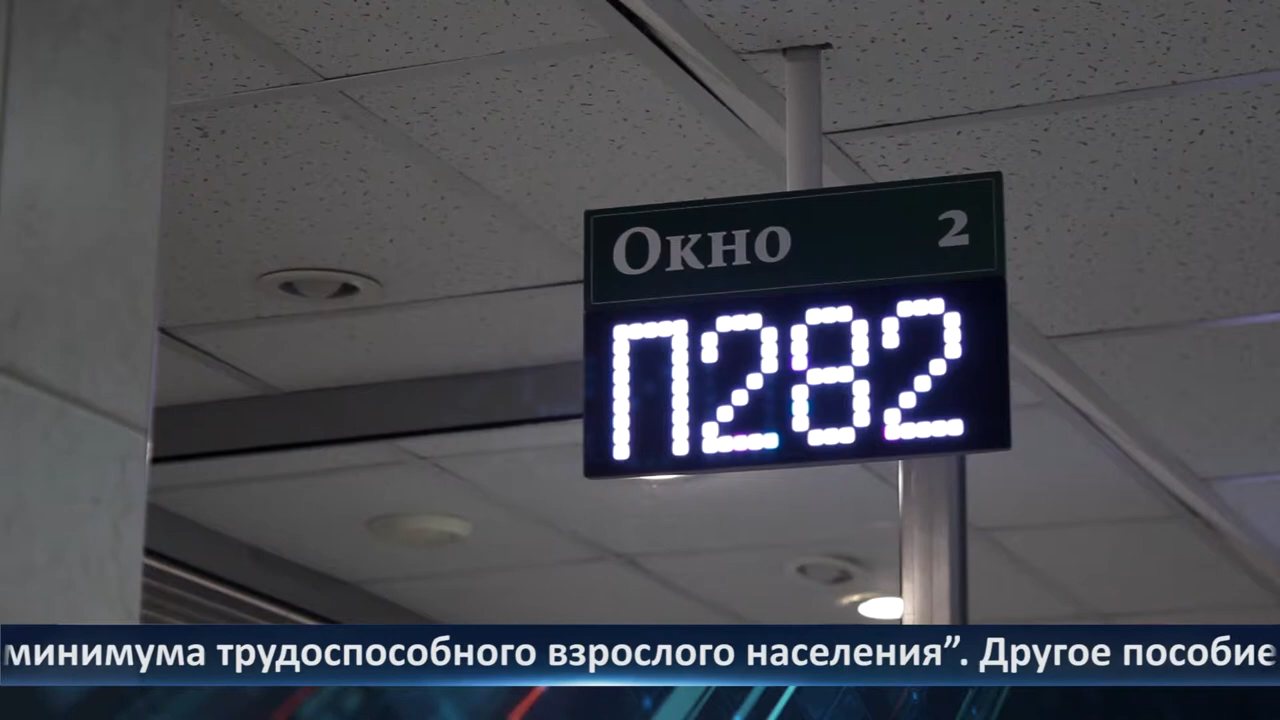 Окно 2
П282
минимума трудоспособного взрослого населения”. Другое пособие